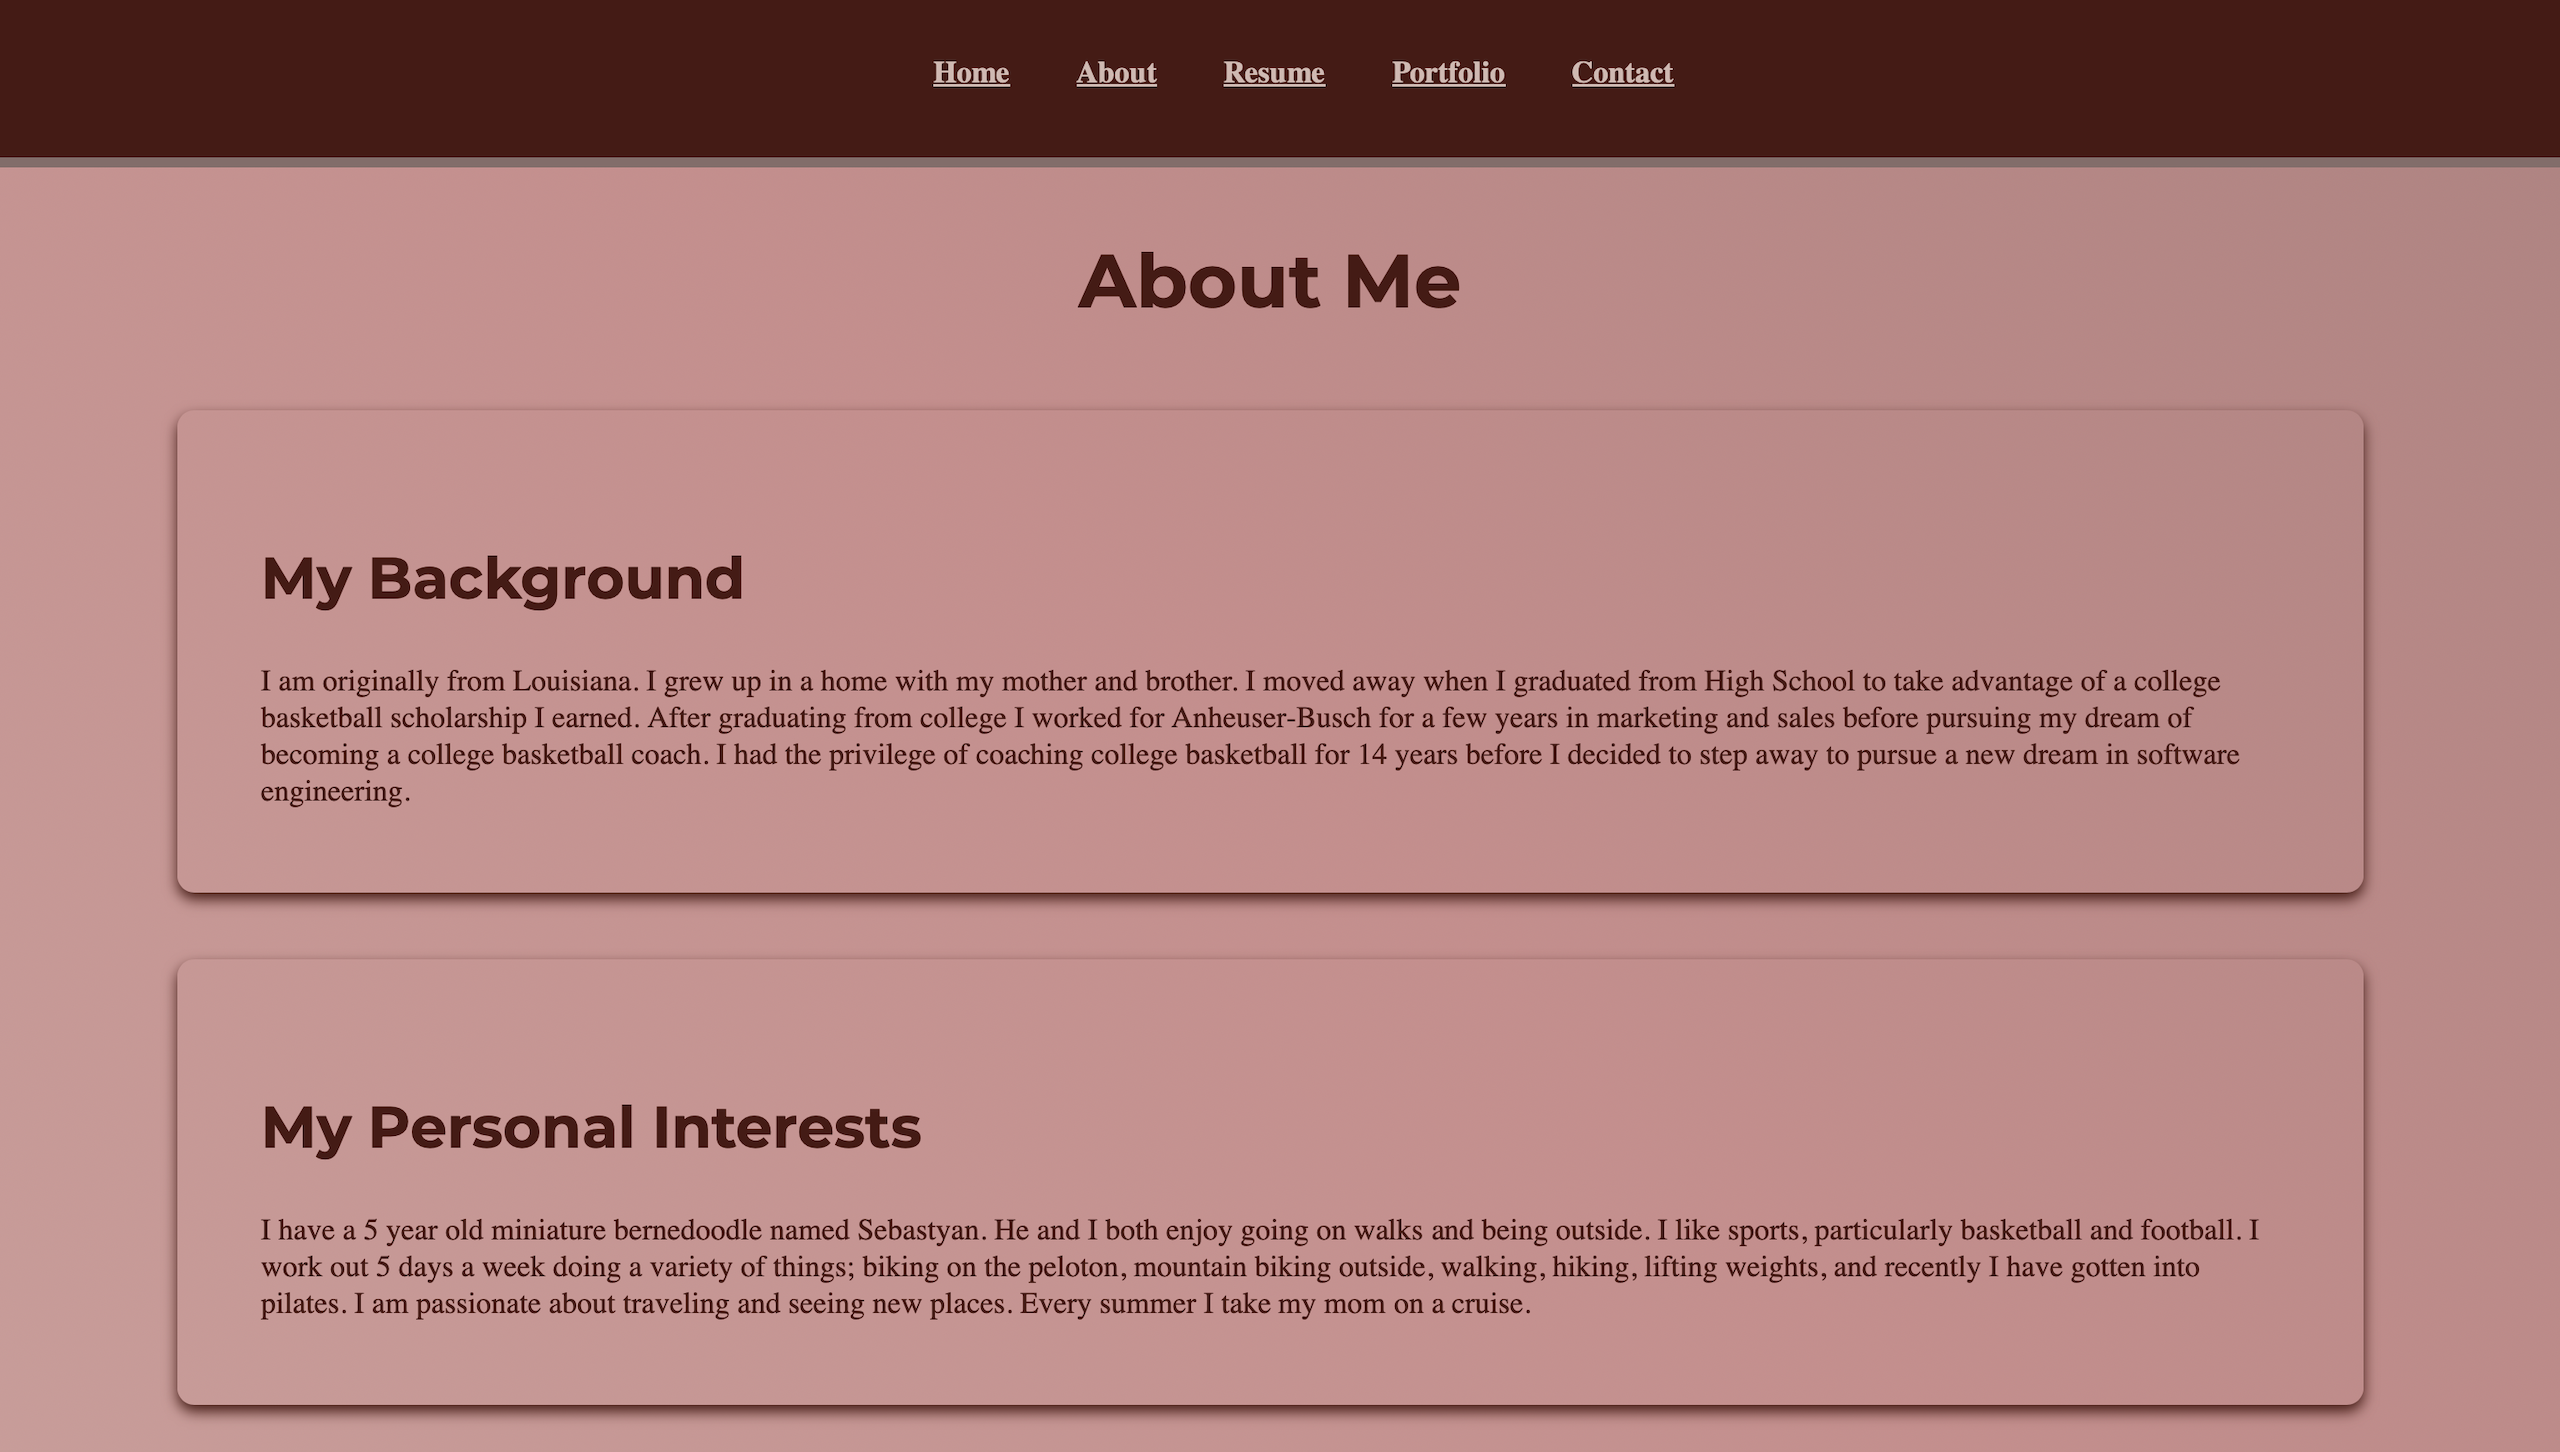 Home About Resume Portfolio Contact
About Me
My Background
I am originally from Louisiana. I grew up in a home with my mother and brother. I moved away when I graduated from High School to take advantage of a college
basketball scholarship I earned. After graduating from college I worked for Anheuser-Busch for a few years in marketing and sales before pursuing my dream of
becoming a college basketball coach. I had the privilege of coaching college basketball for 14 years before I decided to step away to pursue a new dream in software
engineering.
My Personal Interests
I have a 5 year old miniature bernedoodle named Sebastyan. He and I both enjoy going on walks and being outside. I like sports, particularly basketball and football. I
work out 5 days a week doing a variety of things; biking on the peloton, mountain biking outside, walking, hiking, lifting weights, and recently I have gotten into
pilates. I am passionate about traveling and seeing new places. Every summer I take my mom on a cruise.